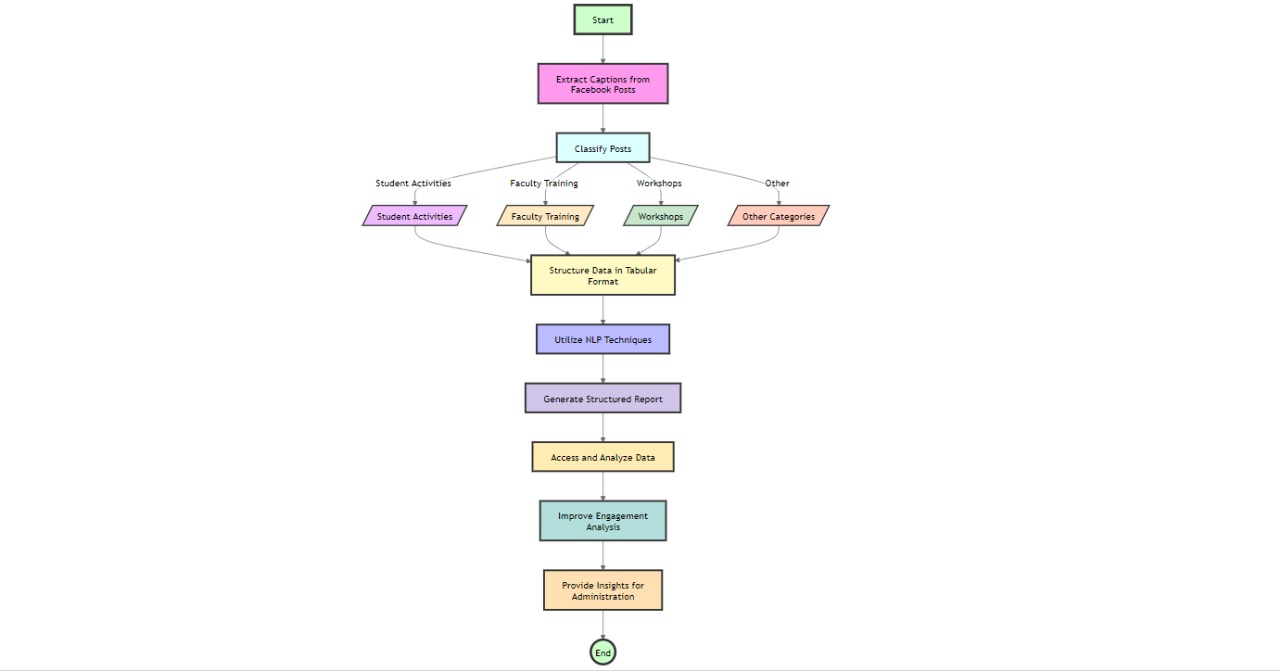 Start
Extract Captions from
Facebook Posts
Classify Posts
Student Activities
Faculty Training
Workshops
Other
Student Activities
Faculty Training
Workshops
Other Categories
Structure Data in Tabular
Format
Utilize NLP Techniques
Generate Structured Report
Access and Analyze Data
Improve Engagement
Analysis
Provide Insights for
Administration
End